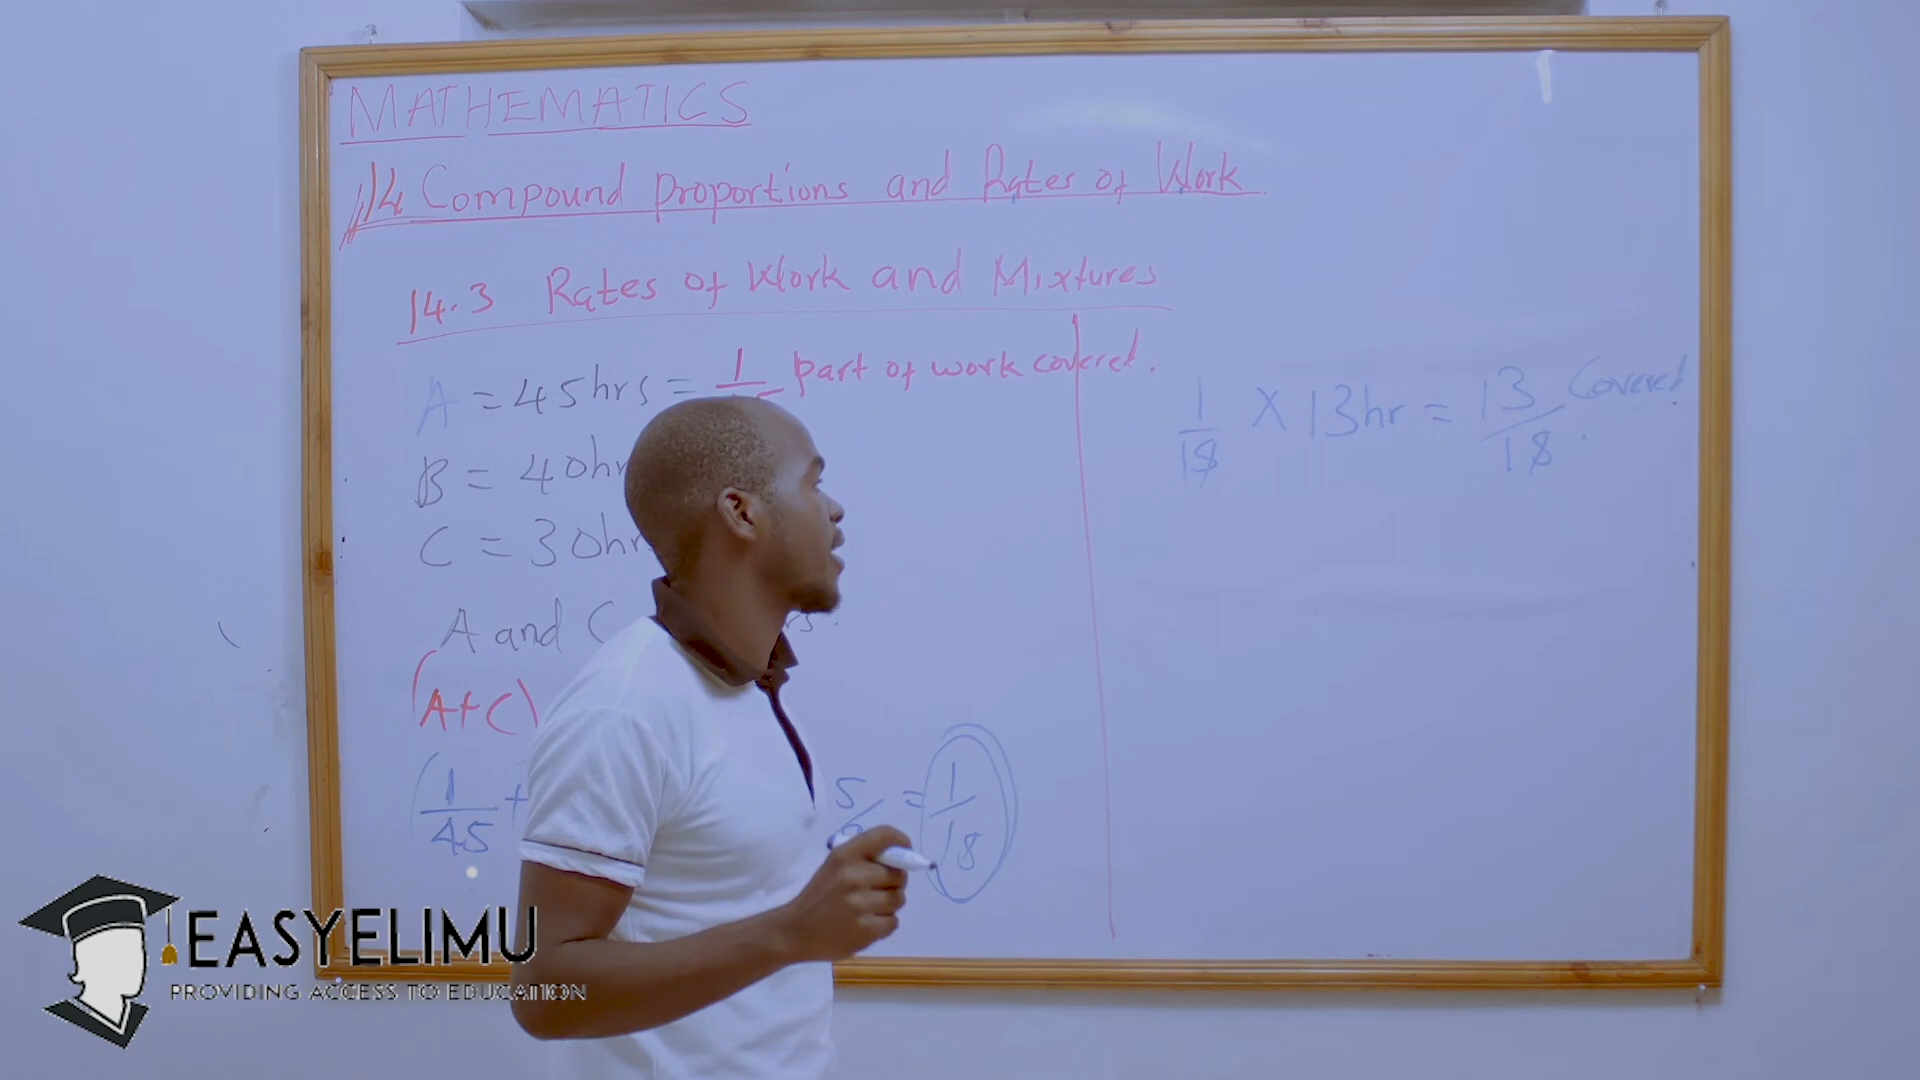 MATHEMATICS
14 Compound proportions and Rates of Work
14.3 Rates of Work and Mixtures
A = 45hrs = 1 part of work covered.
B = 40hr
C = 30hr
A and C
(A+C)
(1/45 + 5/ = 1/18
1/18 X 13hr = 13/18 Covered
EASYELIMU
PROVIDING ACCESS TO EDUCATION